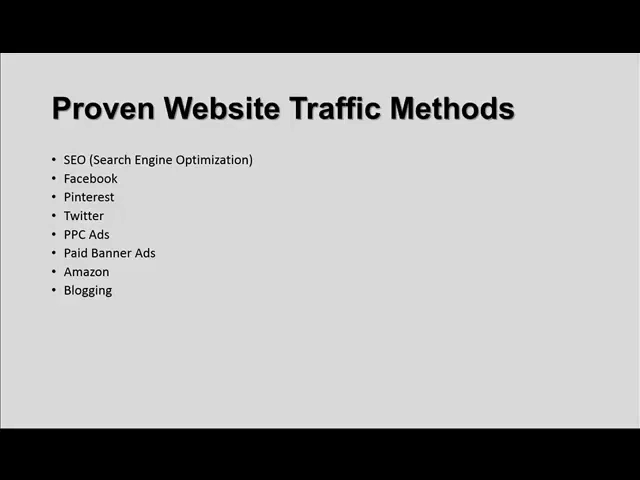 Proven Website Traffic Methods
• SEO (Search Engine Optimization)
• Facebook
• Pinterest
• Twitter
• PPC Ads
• Paid Banner Ads
• Amazon
• Blogging